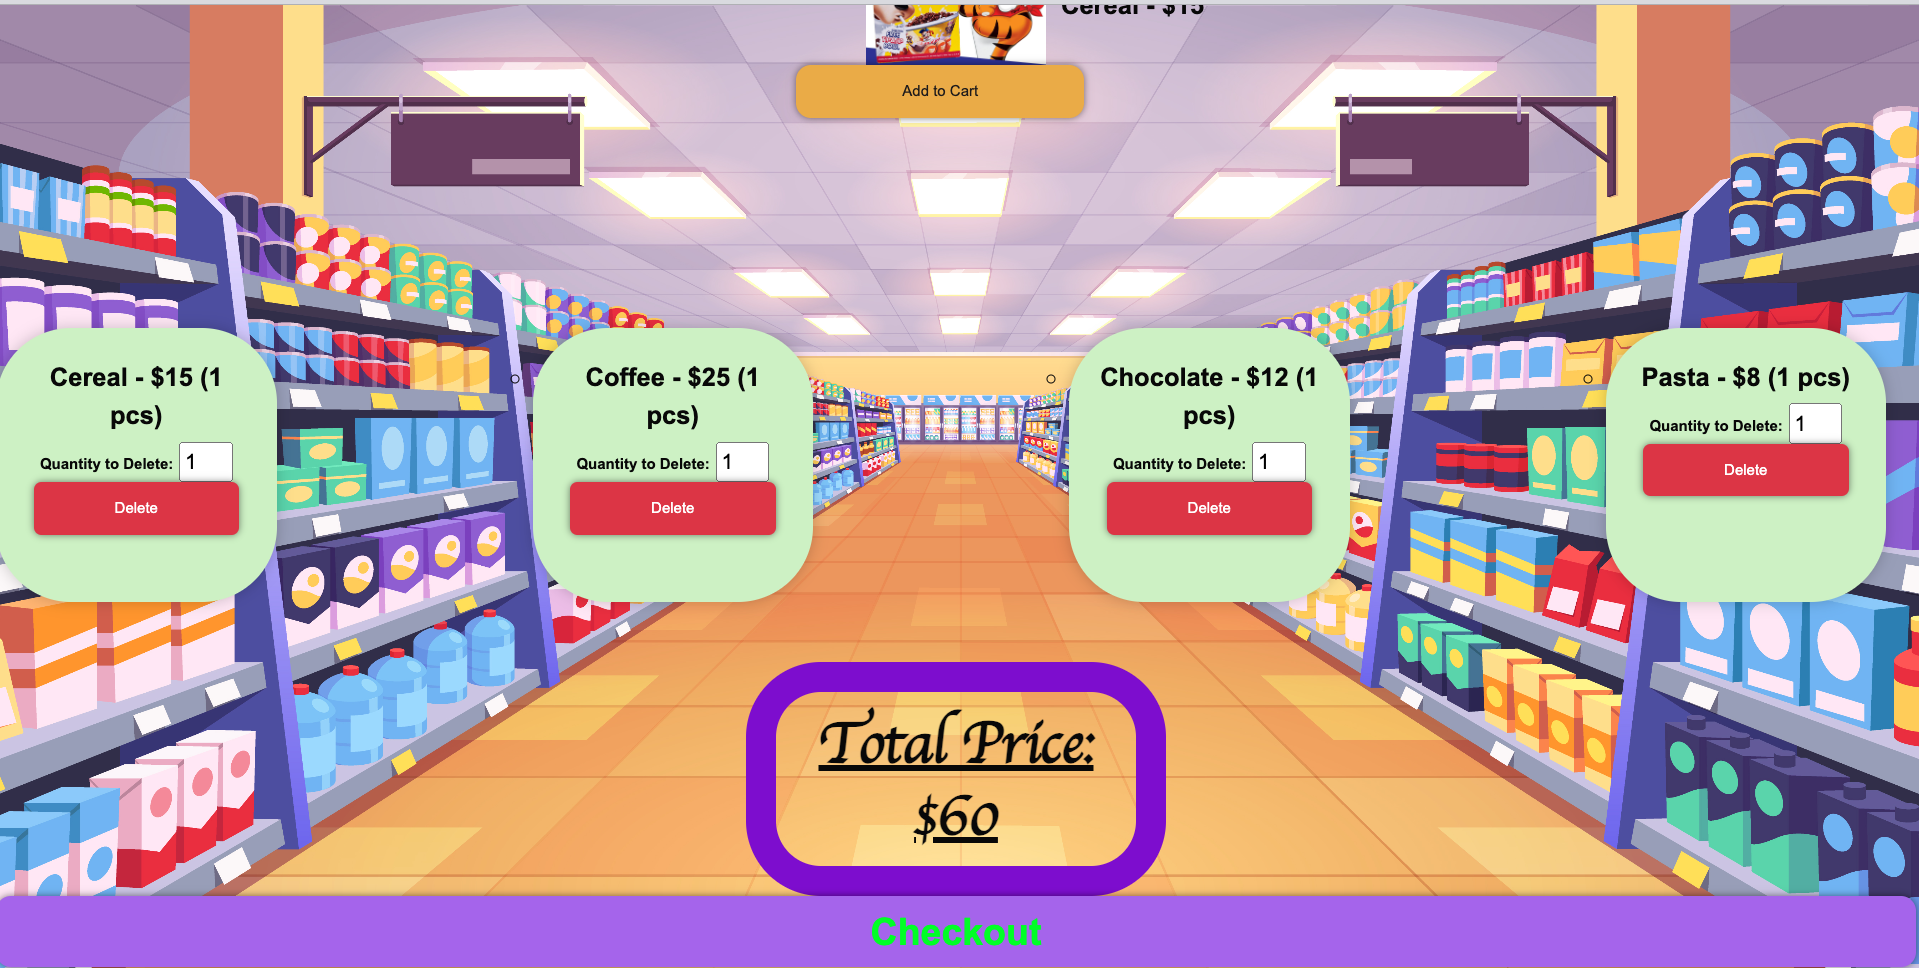 Cereal - $15
Add to Cart
Cereal - $15 (1
pcs)
Quantity to Delete: 1
Delete
Coffee - $25 (1
pcs)
Quantity to Delete: 1
Delete
Chocolate - $12 (1
pcs)
Quantity to Delete: 1
Delete
Pasta - $8 (1 pcs)
Quantity to Delete: 1
Delete
Total Price:
$60
Checkout